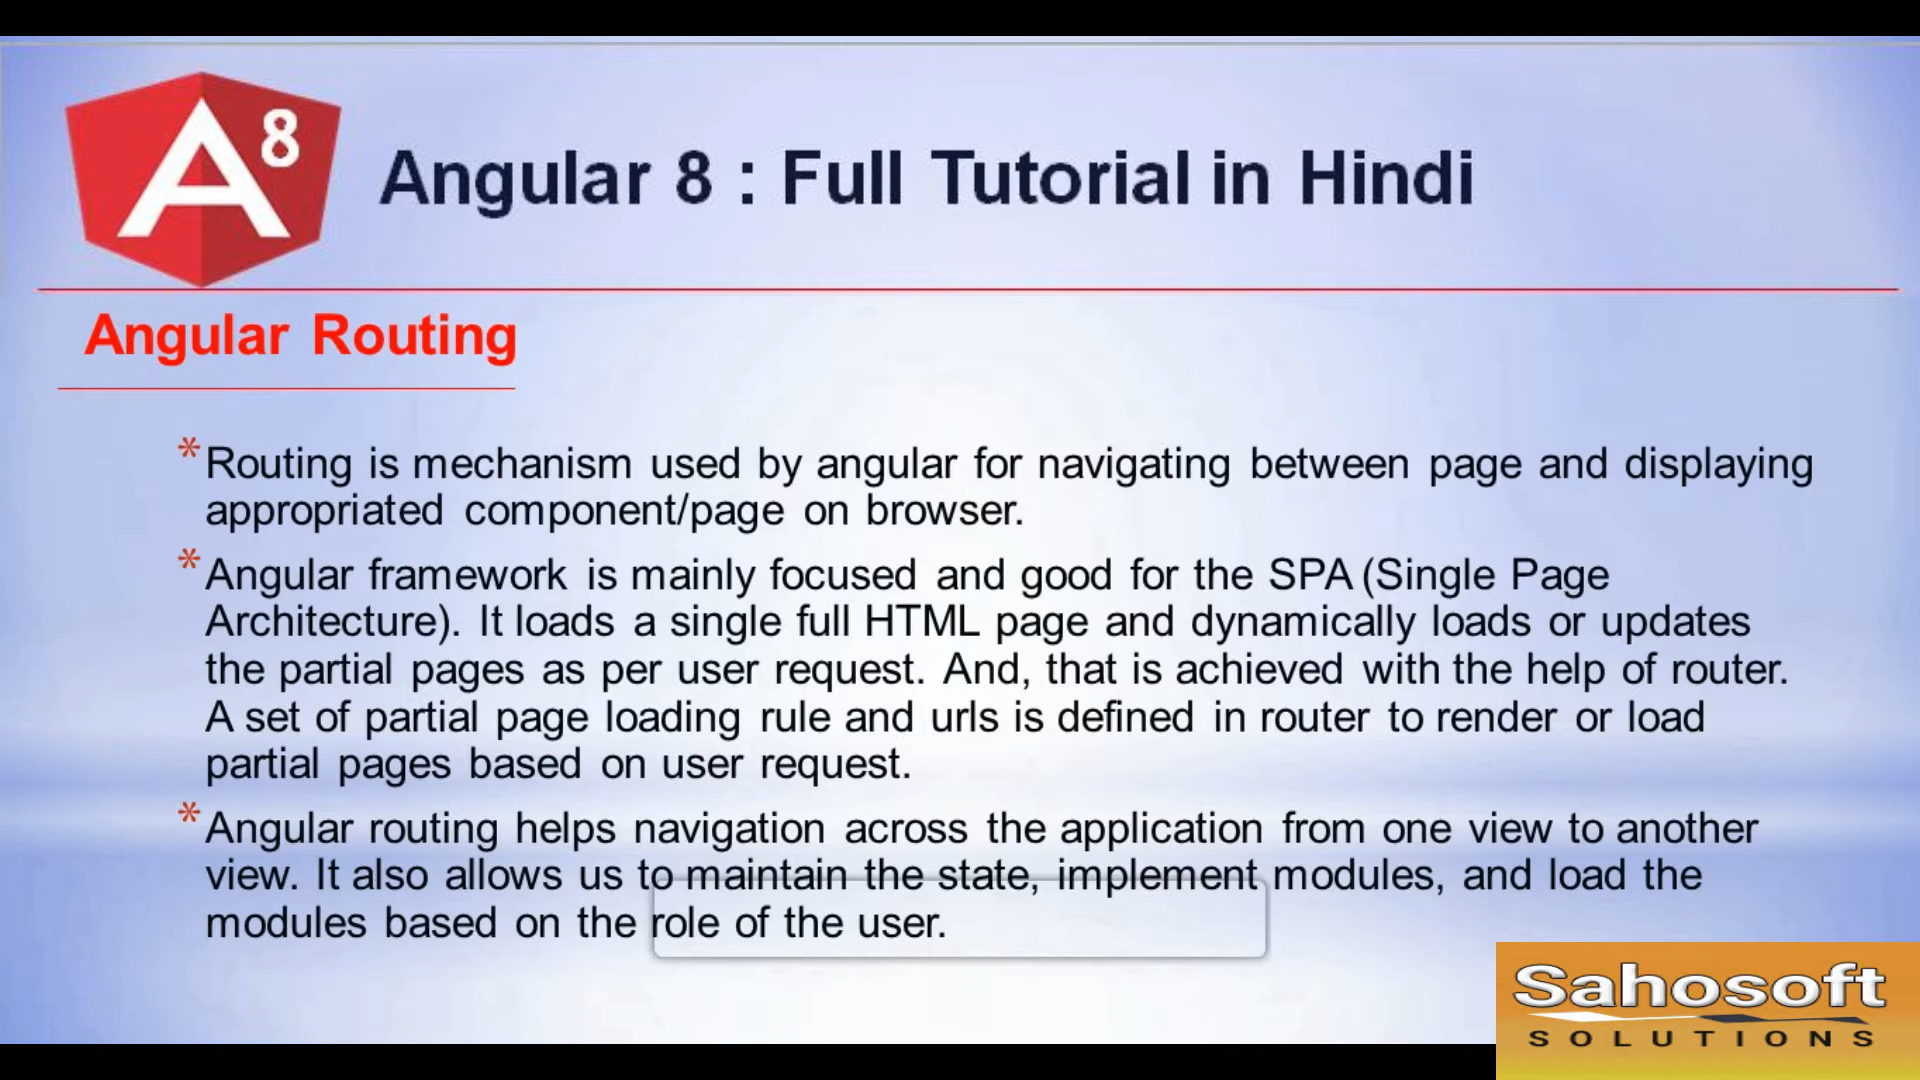 A8
Angular 8 : Full Tutorial in Hindi
Angular Routing
* Routing is mechanism used by angular for navigating between page and displaying
appropriated component/page on browser.
* Angular framework is mainly focused and good for the SPA (Single Page
Architecture). It loads a single full HTML page and dynamically loads or updates
the partial pages as per user request. And, that is achieved with the help of router.
A set of partial page loading rule and urls is defined in router to render or load
partial pages based on user request.
* Angular routing helps navigation across the application from one view to another
view. It also allows us to maintain the state, implement modules, and load the
modules based on the role of the user.
Sahosoft
SOLUTIONS